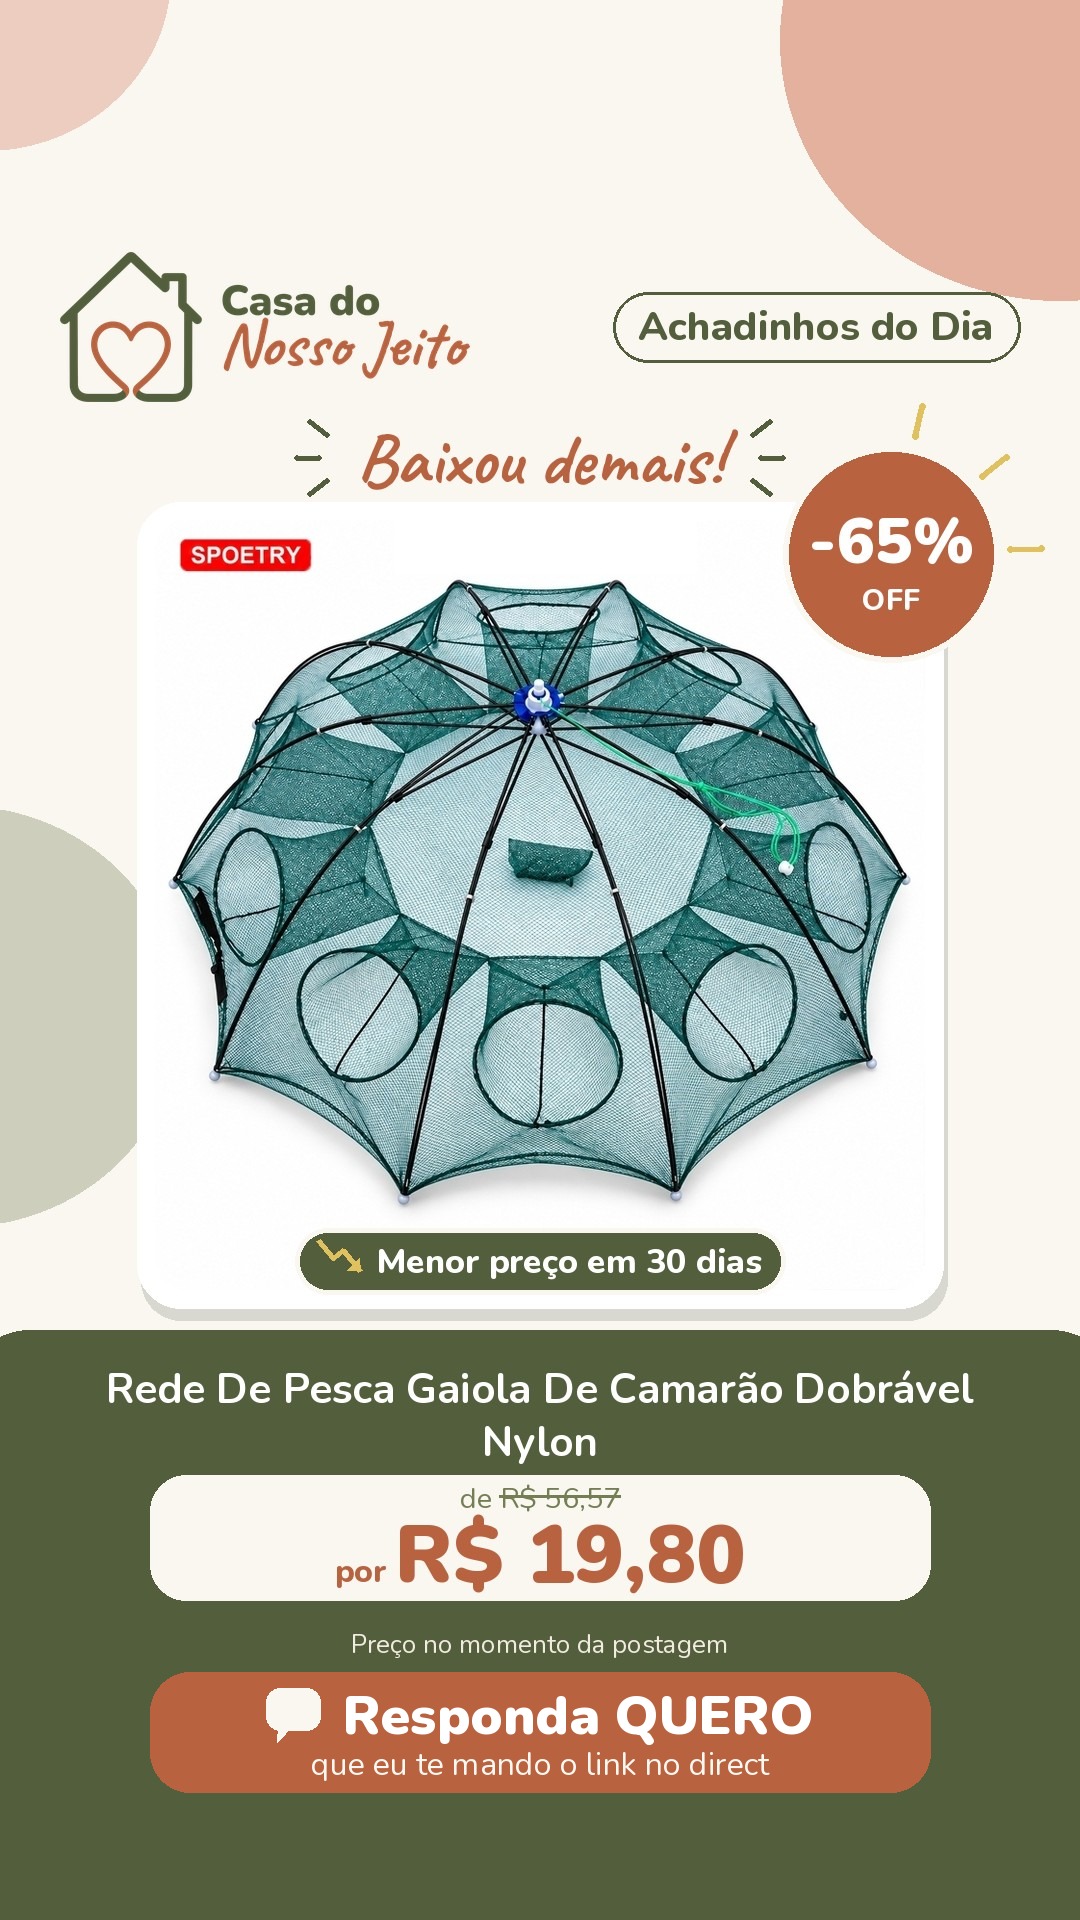 Casa do
Nosso Jeito
Achadinhos do Dia
Baixou demais!
-65%
OFF
SPOETRY
Menor preço em 30 dias
Rede De Pesca Gaiola De Camarão Dobrável
Nylon
de R$ 56,57
por R$ 19,80
Preço no momento da postagem
Responda QUERO
que eu te mando o link no direct